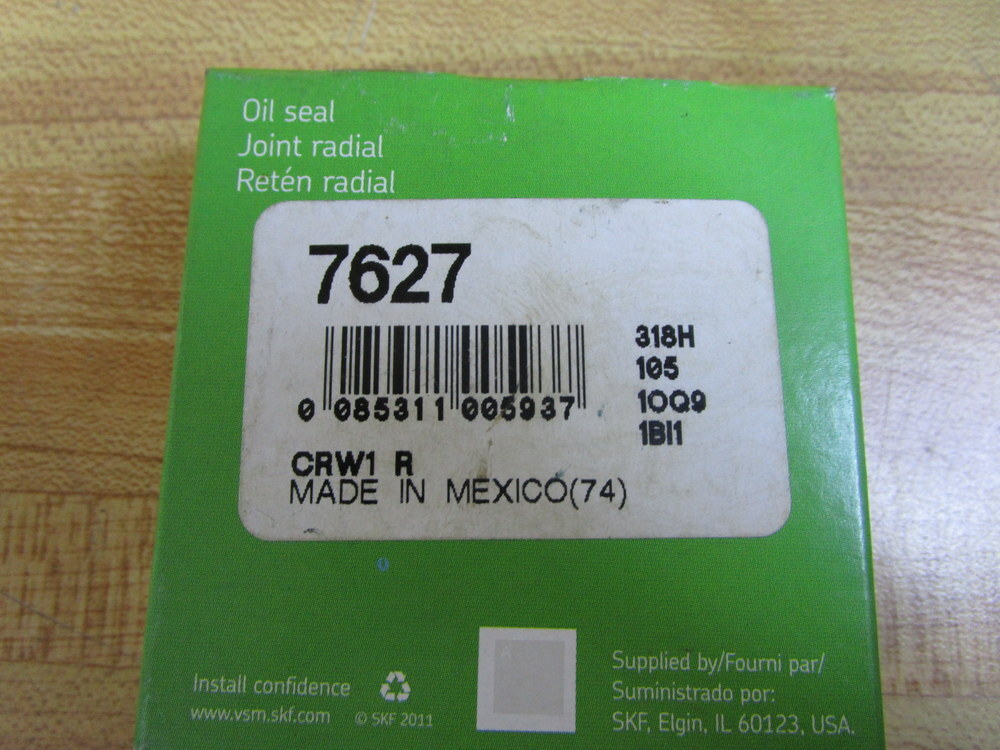 Oil seal
Joint radial
Retén radial
7627
0 085311 005937
318H
105
1OQ9
1BI1
CRW1 R
MADE IN MEXICO(74)
Install confidence
www.vsm.skf.com © SKF 2011
Supplied by/Fourni par/
Suministrado por:
SKF, Elgin, IL 60123, USA.